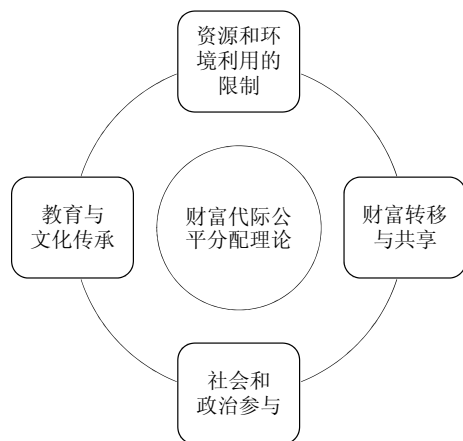 资源和环
境利用的
限制
教育与
文化传承
财富代际公
平分配理论
财富转移
与共享
社会和
政治参与